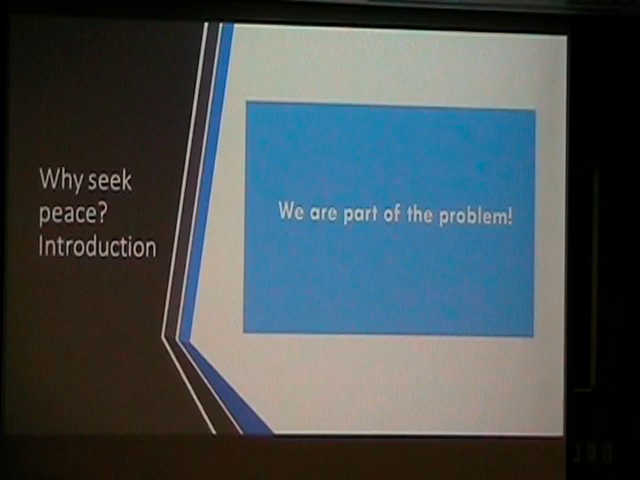 Why seek
peace?
Introduction
We are part of the problem!